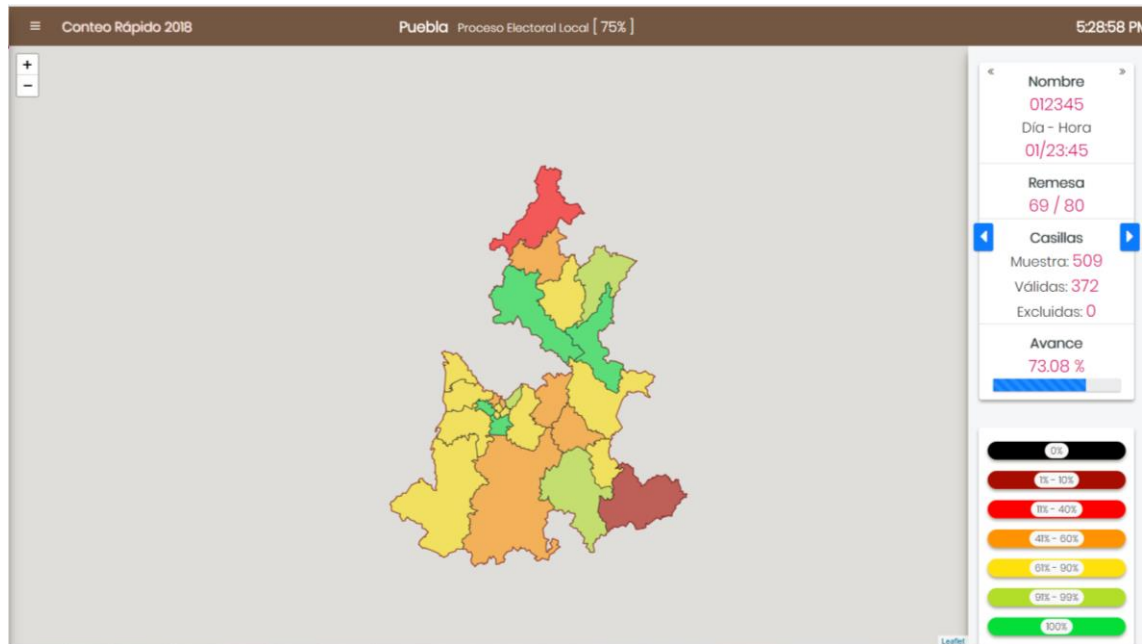 ≡ Conteo Rápido 2018 Puebla Proceso Electoral Local [ 75% ] 5:28:58 PM
+
−
« Nombre »
012345
Día - Hora
01/23:45
Remesa
69 / 80
Casillas
Muestra: 509
Válidas: 372
Excluidas: 0
Avance
73.08 %
0%
1% - 10%
11% - 40%
41% - 60%
61% - 90%
91% - 99%
100%
Leaflet